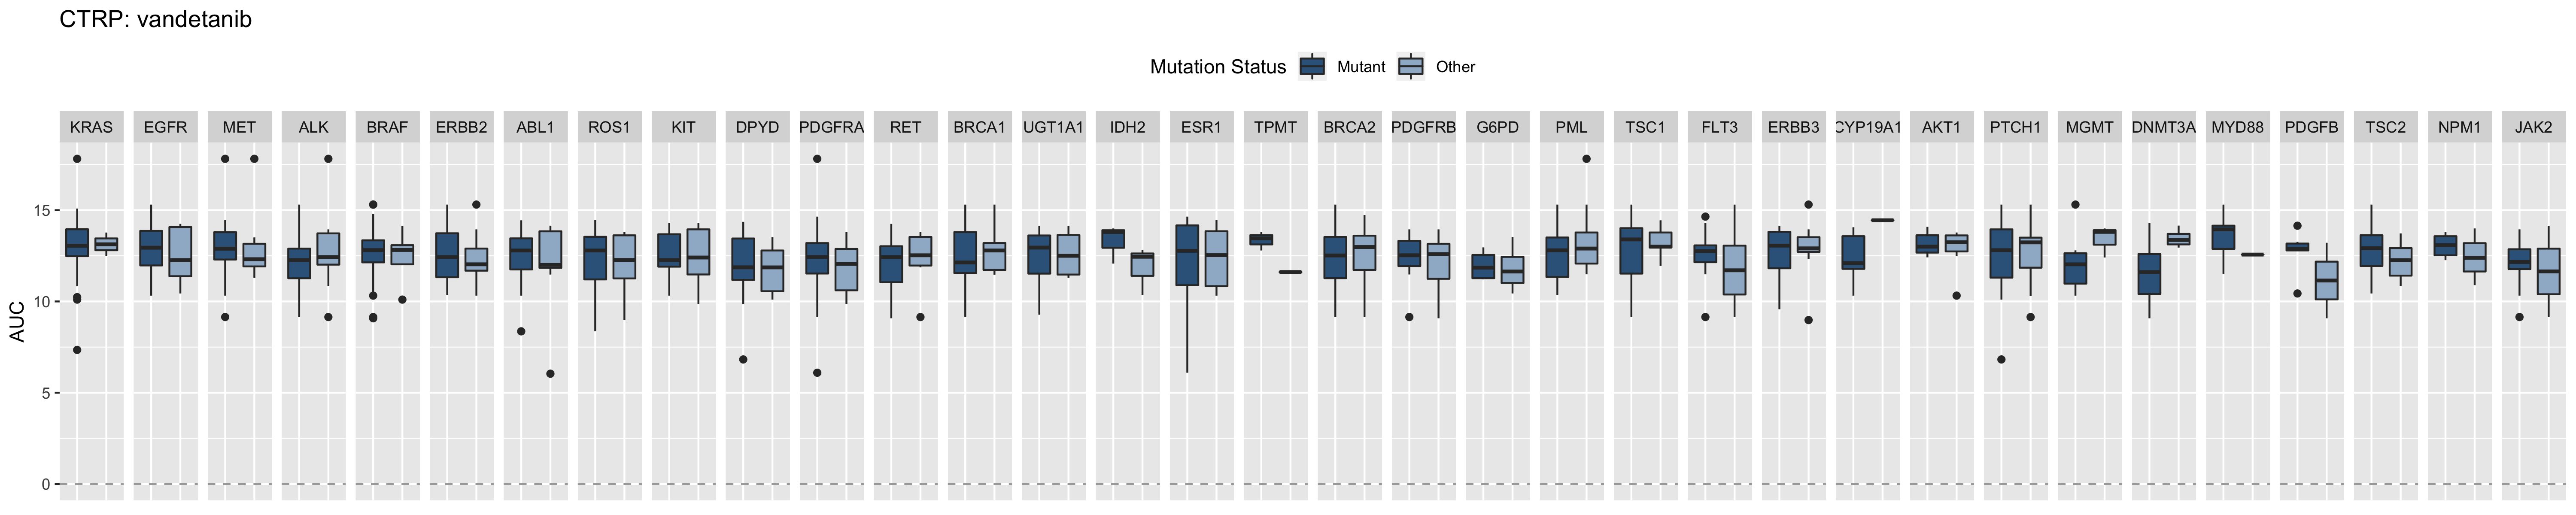 CTRP: vandetanib
Mutation Status Mutant Other
KRAS EGFR MET ALK BRAF ERBB2 ABL1 ROS1 KIT DPYD PDGFRA RET BRCA1 UGT1A1 IDH2 ESR1 TPMT BRCA2 PDGFRB G6PD PML TSC1 FLT3 ERBB3 CYP19A1 AKT1 PTCH1 MGMT DNMT3A MYD88 PDGFB TSC2 NPM1 JAK2
15
10
5
0
AUC